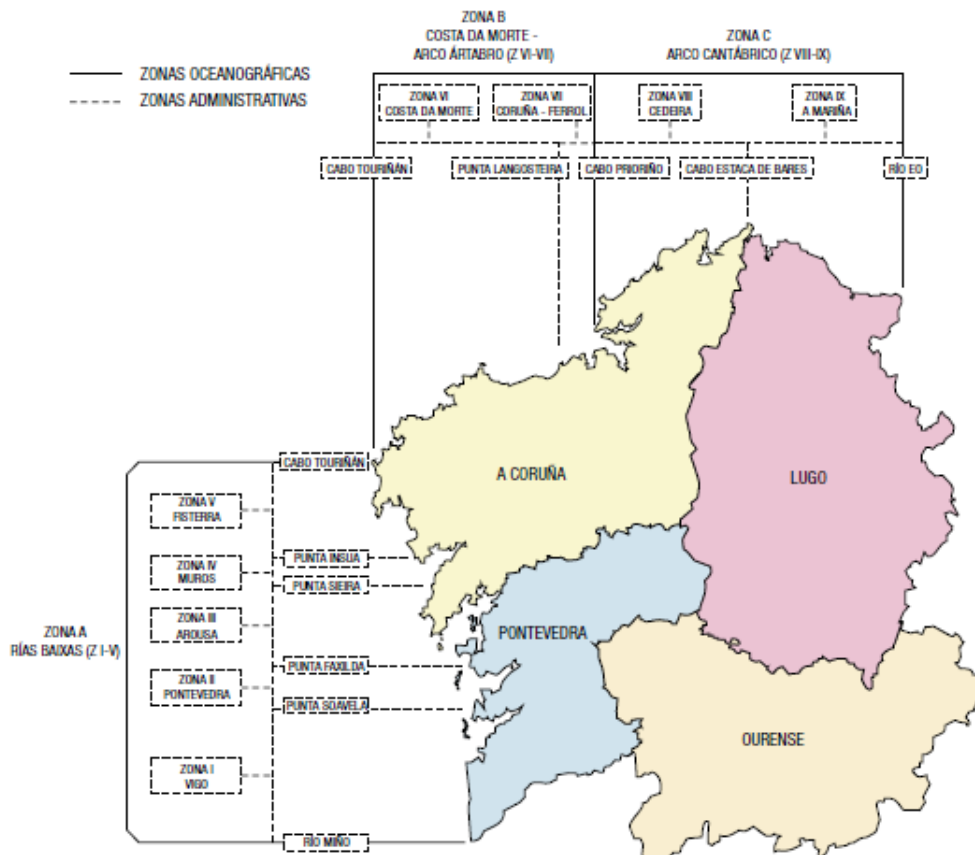 ZONA B
COSTA DA MORTE -
ARCO ÁRTABRO (Z VI-VII)
ZONA C
ARCO CANTÁBRICO (Z VIII-IX)
ZONAS OCEANOGRÁFICAS
ZONAS ADMINISTRATIVAS
ZONA VI
COSTA DA MORTE
ZONA VII
CORUÑA - FERROL
ZONA VIII
CEDEIRA
ZONA IX
A MARIÑA
CABO TOURIÑÁN
PUNTA LANGOSTEIRA
CABO PRIORIÑO
CABO ESTACA DE BARES
RÍO EO
CABO TOURIÑÁN
A CORUÑA
LUGO
ZONA V
FISTERRA
PUNTA INSUA
ZONA IV
MUROS
PUNTA SIEIRA
ZONA III
AROUSA
ZONA A
RÍAS BAIXAS (Z I-V)
PONTEVEDRA
PUNTA FAXILDA
ZONA II
PONTEVEDRA
PUNTA SOAVELA
OURENSE
ZONA I
VIGO
RÍO MIÑO